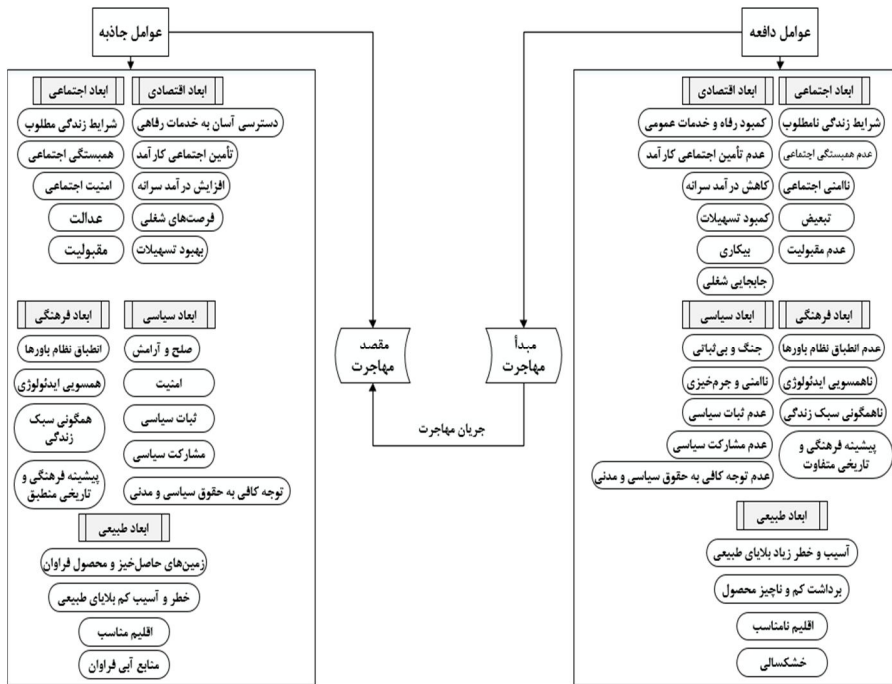 عوامل دافعه
ابعاد اجتماعی
شرایط زندگی نامطلوب
عدم همبستگی اجتماعی
ناامنی اجتماعی
تبعیض
عدم مقبولیت
ابعاد اقتصادی
کمبود رفاه و خدمات عمومی
عدم تأمین اجتماعی کارآمد
کاهش درآمد سرانه
کمبود تسهیلات
بیکاری
جابجایی شغلی
ابعاد فرهنگی
عدم انطباق نظام باورها
ناهمسویی ایدئولوژی
ناهمگونی سبک زندگی
پیشینه فرهنگی و
تاریخی متفاوت
ابعاد سیاسی
جنگ و بی‌ثباتی
ناامنی و جرم‌خیزی
عدم ثبات سیاسی
عدم مشارکت سیاسی
عدم توجه کافی به حقوق سیاسی و مدنی
ابعاد طبیعی
آسیب و خطر زیاد بلایای طبیعی
برداشت کم و ناچیز محصول
اقلیم نامناسب
خشکسالی
مبدأ
مهاجرت
جریان مهاجرت
مقصد
مهاجرت
عوامل جاذبه
ابعاد اقتصادی
دسترسی آسان به خدمات رفاهی
تأمین اجتماعی کارآمد
افزایش درآمد سرانه
فرصت‌های شغلی
بهبود تسهیلات
ابعاد اجتماعی
شرایط زندگی مطلوب
همبستگی اجتماعی
امنیت اجتماعی
عدالت
مقبولیت
ابعاد سیاسی
صلح و آرامش
امنیت
ثبات سیاسی
مشارکت سیاسی
توجه کافی به حقوق سیاسی و مدنی
ابعاد فرهنگی
انطباق نظام باورها
همسویی ایدئولوژی
همگونی سبک
زندگی
پیشینه فرهنگی و
تاریخی منطبق
ابعاد طبیعی
زمین‌های حاصل‌خیز و محصول فراوان
خطر و آسیب کم بلایای طبیعی
اقلیم مناسب
منابع آبی فراوان